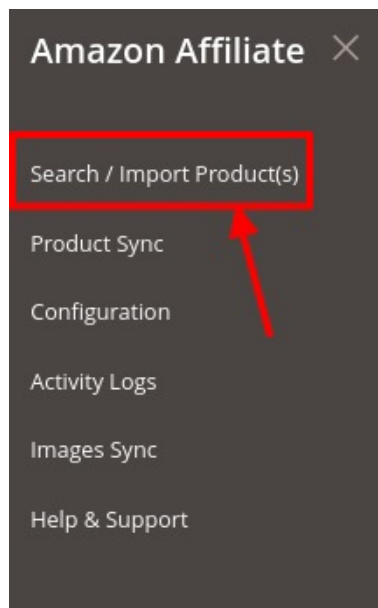 Amazon Affiliate
Search / Import Product(s)
Product Sync
Configuration
Activity Logs
Images Sync
Help & Support